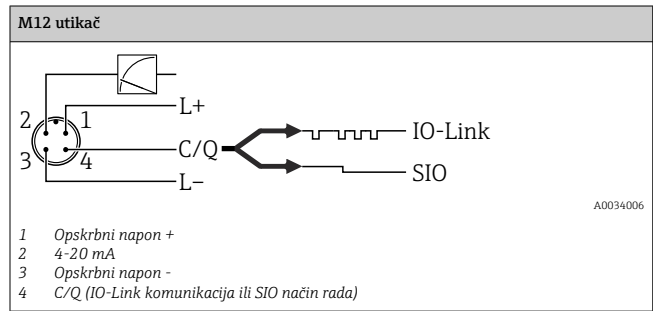 M12 utikač
L+
2 1
C/Q IO-Link
3 4
SIO
L–
A0034006
1 Opskrbni napon +
2 4-20 mA
3 Opskrbni napon -
4 C/Q (IO-Link komunikacija ili SIO način rada)